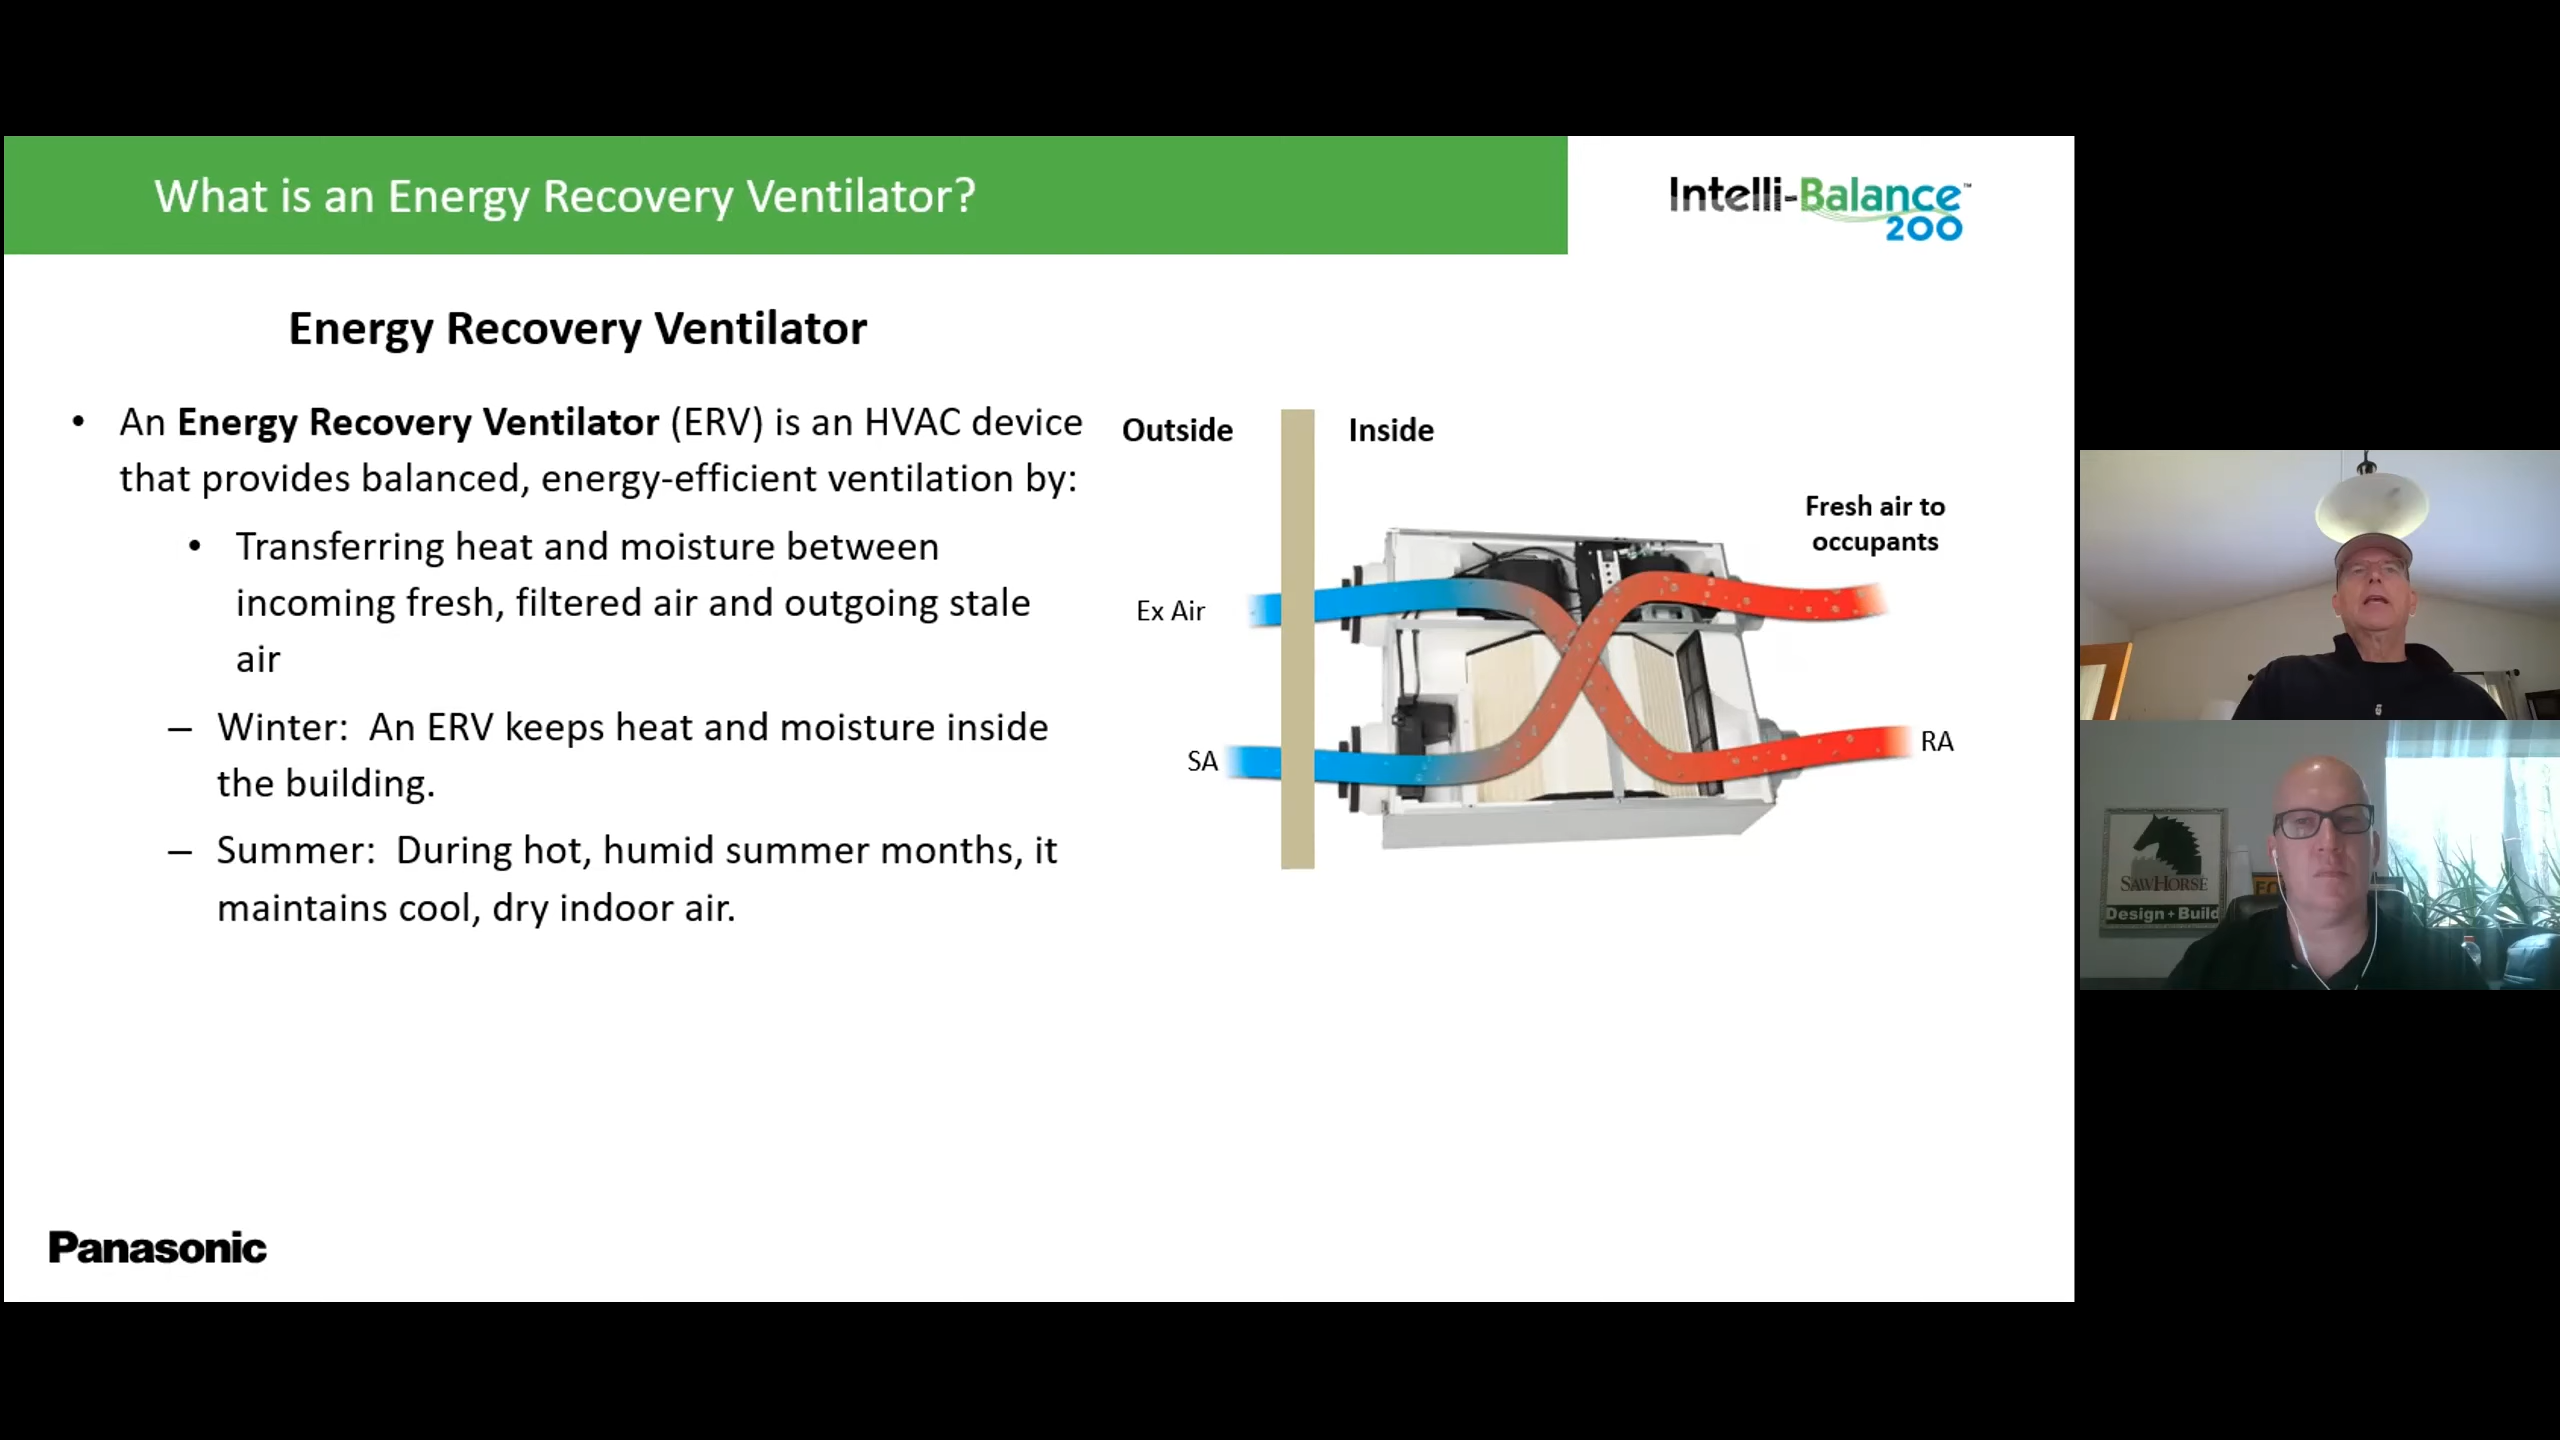 What is an Energy Recovery Ventilator?
Intelli-Balance™
200
Energy Recovery Ventilator
• An Energy Recovery Ventilator (ERV) is an HVAC device
that provides balanced, energy-efficient ventilation by:
• Transferring heat and moisture between
incoming fresh, filtered air and outgoing stale
air
– Winter: An ERV keeps heat and moisture inside
the building.
– Summer: During hot, humid summer months, it
maintains cool, dry indoor air.
Outside
Inside
Fresh air to
occupants
Ex Air
SA
RA
Panasonic
SAWHORSE
Design + Build